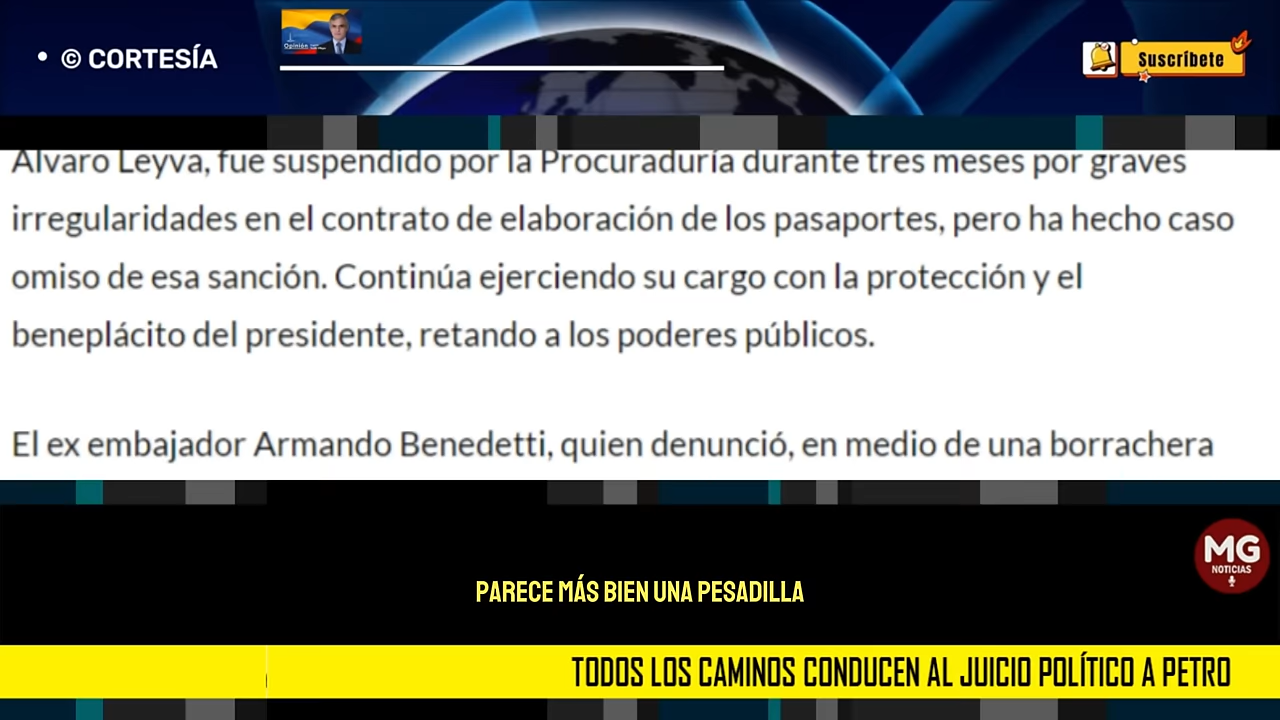 • © CORTESÍA
Opinión
Suscríbete
Álvaro Leyva, fue suspendido por la Procuraduría durante tres meses por graves
irregularidades en el contrato de elaboración de los pasaportes, pero ha hecho caso
omiso de esa sanción. Continúa ejerciendo su cargo con la protección y el
beneplácito del presidente, retando a los poderes públicos.
El ex embajador Armando Benedetti, quien denunció, en medio de una borrachera
MG
NOTICIAS
PARECE MÁS BIEN UNA PESADILLA
TODOS LOS CAMINOS CONDUCEN AL JUICIO POLÍTICO A PETRO